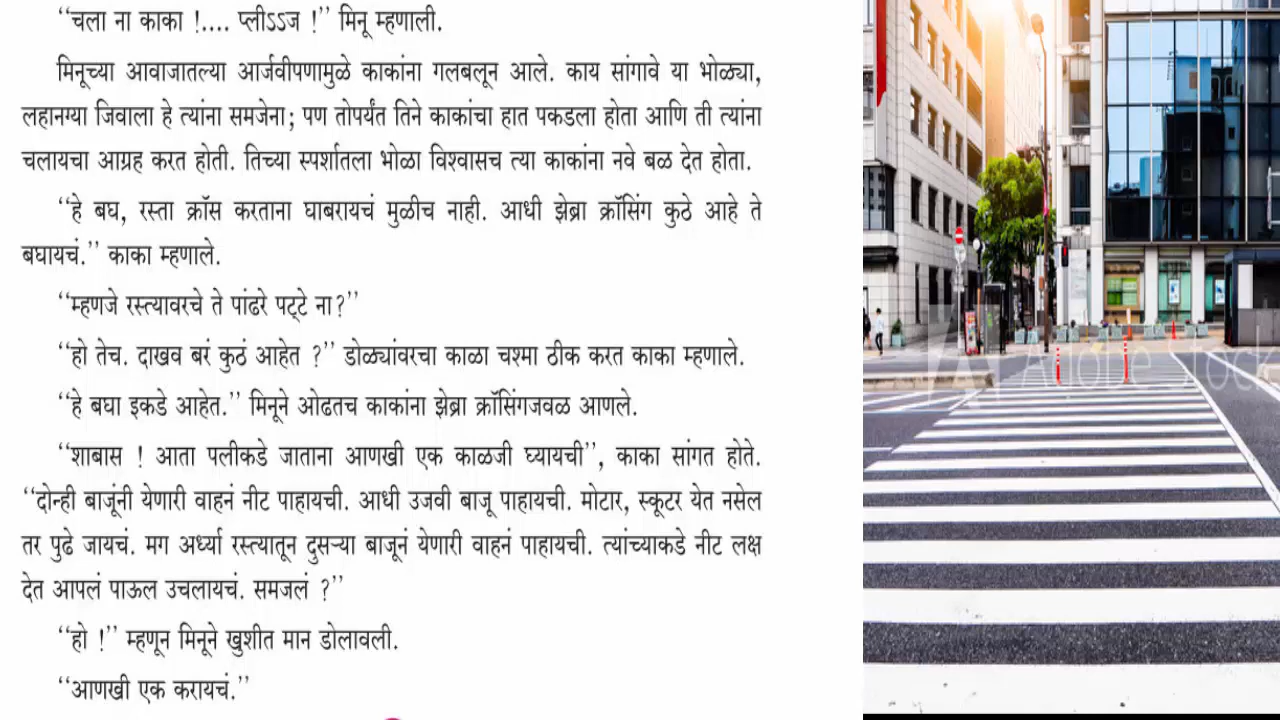 “चला ना काका !.... प्लीऽऽज !” मिनू म्हणाली.
मिनूच्या आवाजातल्या आर्जवीपणामुळे काकांना गलबलून आले. काय सांगावे या भोळ्या,
लहानग्या जिवाला हे त्यांना समजेना; पण तोपर्यंत तिने काकांचा हात पकडला होता आणि ती त्यांना
चलायचा आग्रह करत होती. तिच्या स्पर्शातला भोळा विश्वासच त्या काकांना नवे बळ देत होता.
“हे बघ, रस्ता क्रॉस करताना घाबरायचं मुळीच नाही. आधी झेब्रा क्रॉसिंग कुठे आहे ते
बघायचं.” काका म्हणाले.
“म्हणजे रस्त्यावरचे ते पांढरे पट्टे ना?”
“हो तेच. दाखव बरं कुठं आहेत ?” डोळ्यांवरचा काळा चश्मा ठीक करत काका म्हणाले.
“हे बघा इकडे आहेत.” मिनूने ओढतच काकांना झेब्रा क्रॉसिंगजवळ आणले.
“शाबास ! आता पलीकडे जाताना आणखी एक काळजी घ्यायची”, काका सांगत होते.
“दोन्ही बाजूंनी येणारी वाहनं नीट पाहायची. आधी उजवी बाजू पाहायची. मोटार, स्कूटर येत नसेल
तर पुढे जायचं. मग अर्ध्या रस्त्यातून दुसऱ्या बाजूनं येणारी वाहनं पाहायची. त्यांच्याकडे नीट लक्ष
देत आपलं पाऊल उचलायचं. समजलं ?”
“हो !” म्हणून मिनूने खुशीत मान डोलावली.
“आणखी एक करायचं.”
Adobe Stock